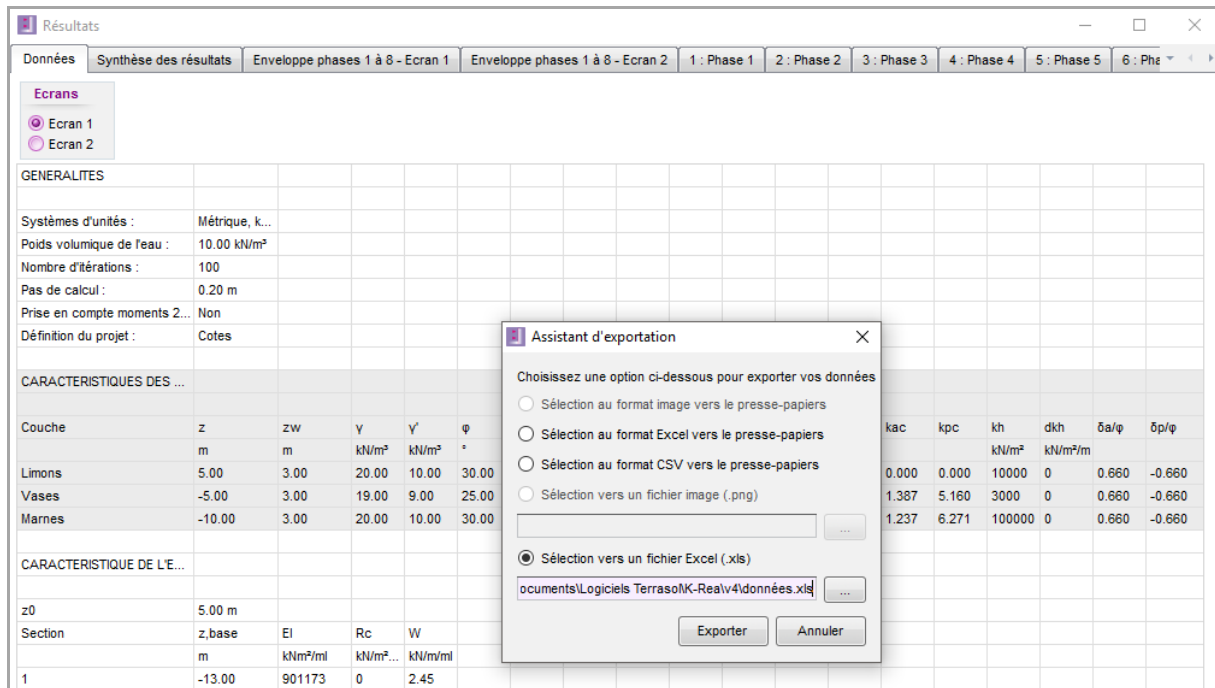 Résultats
Données Synthèse des résultats Enveloppe phases 1 à 8 - Ecran 1 Enveloppe phases 1 à 8 - Ecran 2 1 : Phase 1 2 : Phase 2 3 : Phase 3 4 : Phase 4 5 : Phase 5 6 : Pha
Ecrans
Ecran 1
Ecran 2
GENERALITES
Systèmes d'unités : Métrique, k...
Poids volumique de l'eau : 10.00 kN/m³
Nombre d'itérations : 100
Pas de calcul : 0.20 m
Prise en compte moments 2... Non
Définition du projet : Cotes
CARACTERISTIQUES DES ...
Couche z zw γ γ' φ kac kpc kh dkh δa/φ δp/φ
m m kN/m³ kN/m³ ° kN/m² kN/m²/m
Limons 5.00 3.00 20.00 10.00 30.00 0.000 0.000 10000 0 0.660 -0.660
Vases -5.00 3.00 19.00 9.00 25.00 1.387 5.160 3000 0 0.660 -0.660
Marnes -10.00 3.00 20.00 10.00 30.00 1.237 6.271 100000 0 0.660 -0.660
CARACTERISTIQUE DE L'E...
z0 5.00 m
Section z,base EI Rc W
m kNm²/ml kN/m²... kN/m/ml
1 -13.00 901173 0 2.45
Assistant d'exportation
Choisissez une option ci-dessous pour exporter vos données
Sélection au format image vers le presse-papiers
Sélection au format Excel vers le presse-papiers
Sélection au format CSV vers le presse-papiers
Sélection vers un fichier image (.png)
...
Sélection vers un fichier Excel (.xls)
ocuments\Logiciels Terrasol\K-Rea\v4\données.xls ...
Exporter Annuler